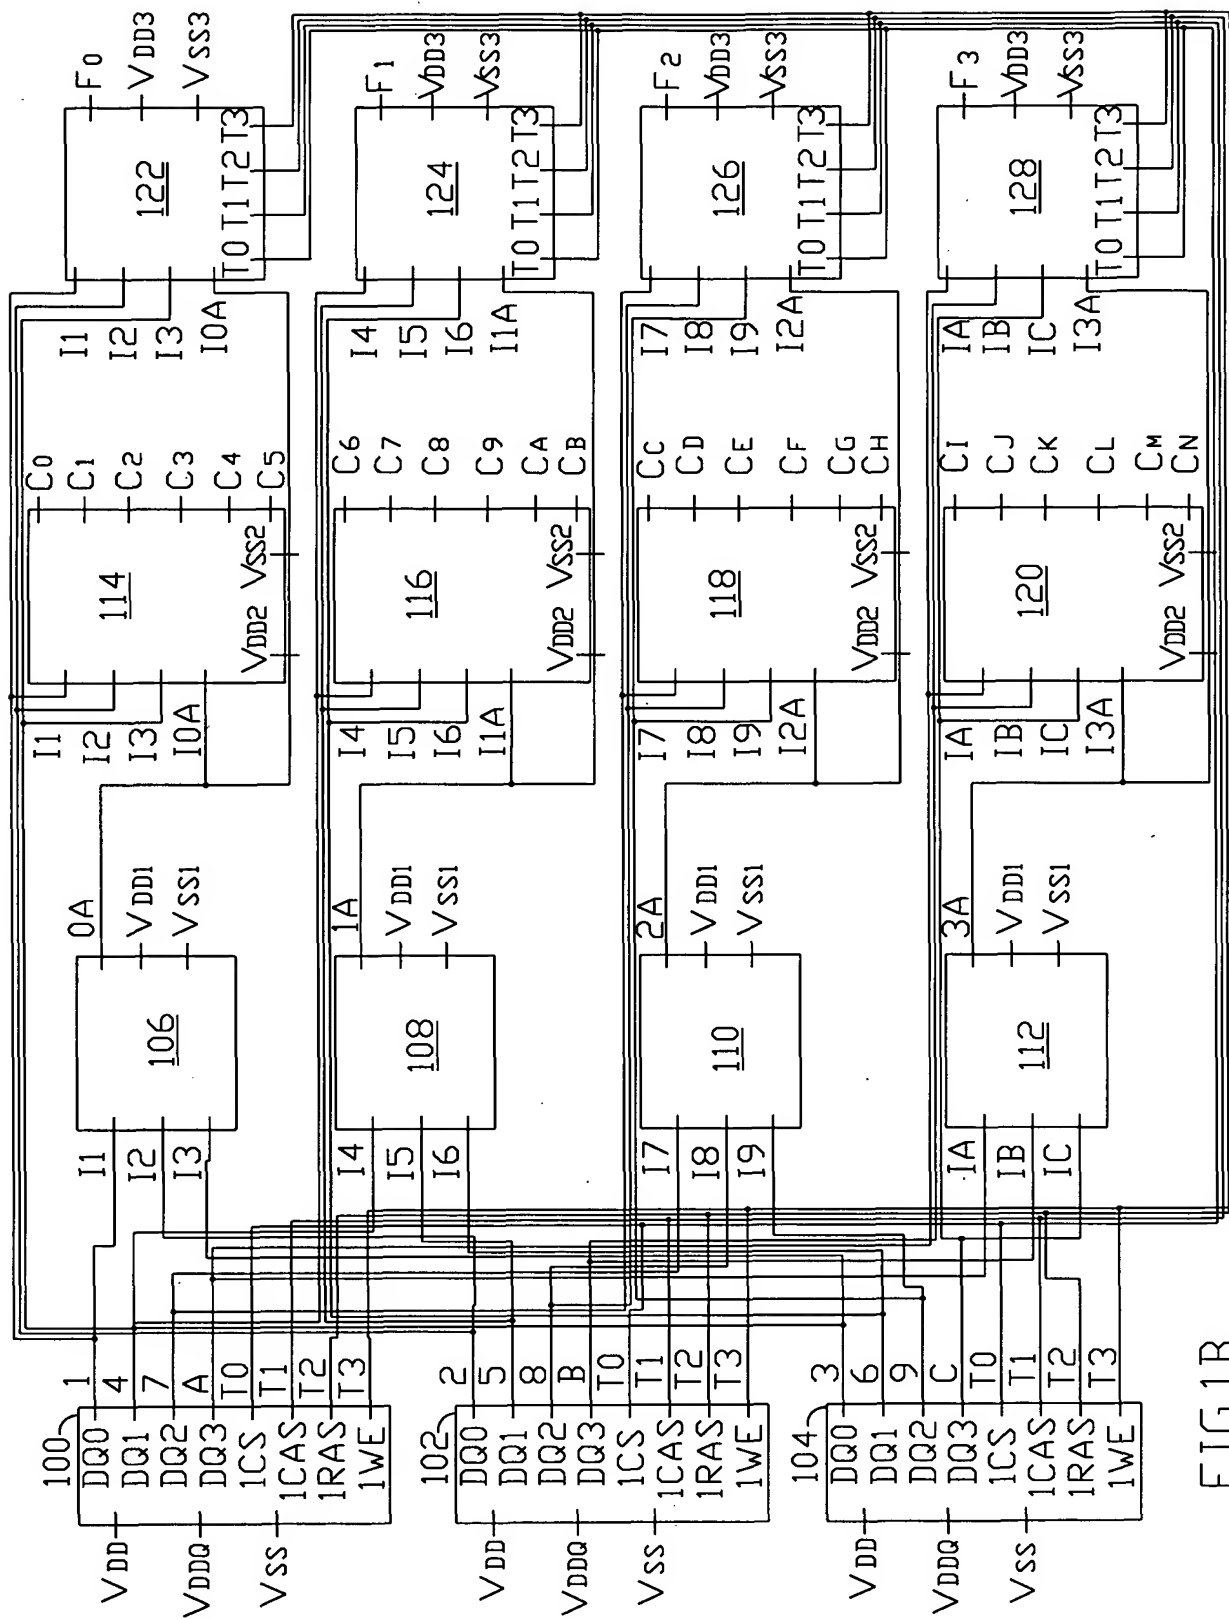 100
1
DQ0
4
DQ1
7
DQ2
A
DQ3
T0
1CS
T1
1CAS
T2
1RAS
T3
1WE
VDD
VDDQ
VSS
102
2
DQ0
5
DQ1
8
DQ2
B
DQ3
T0
1CS
T1
1CAS
T2
1RAS
T3
1WE
VDD
VDDQ
VSS
104
3
DQ0
6
DQ1
9
DQ2
C
DQ3
T0
1CS
T1
1CAS
T2
1RAS
T3
1WE
VDD
VDDQ
VSS
I1
I2
I3
106
0A
VDD1
VSS1
I4
I5
I6
108
1A
VDD1
VSS1
I7
I8
I9
110
2A
VDD1
VSS1
IA
IB
IC
112
3A
VDD1
VSS1
I1
I2
I3
I0A
114
VDD2 VSS2
C0
C1
C2
C3
C4
C5
I4
I5
I6
I1A
116
VDD2 VSS2
C6
C7
C8
C9
CA
CB
I7
I8
I9
I2A
118
VDD2 VSS2
CC
CD
CE
CF
CG
CH
IA
IB
IC
I3A
120
VDD2 VSS2
CI
CJ
CK
CL
CM
CN
I1
I2
I3
I0A
122
T0 T1 T2 T3
F0
VDD3
VSS3
I4
I5
I6
I1A
124
T0 T1 T2 T3
F1
VDD3
VSS3
I7
I8
I9
I2A
126
T0 T1 T2 T3
F2
VDD3
VSS3
IA
IB
IC
I3A
128
T0 T1 T2 T3
F3
VDD3
VSS3
FIG 1B